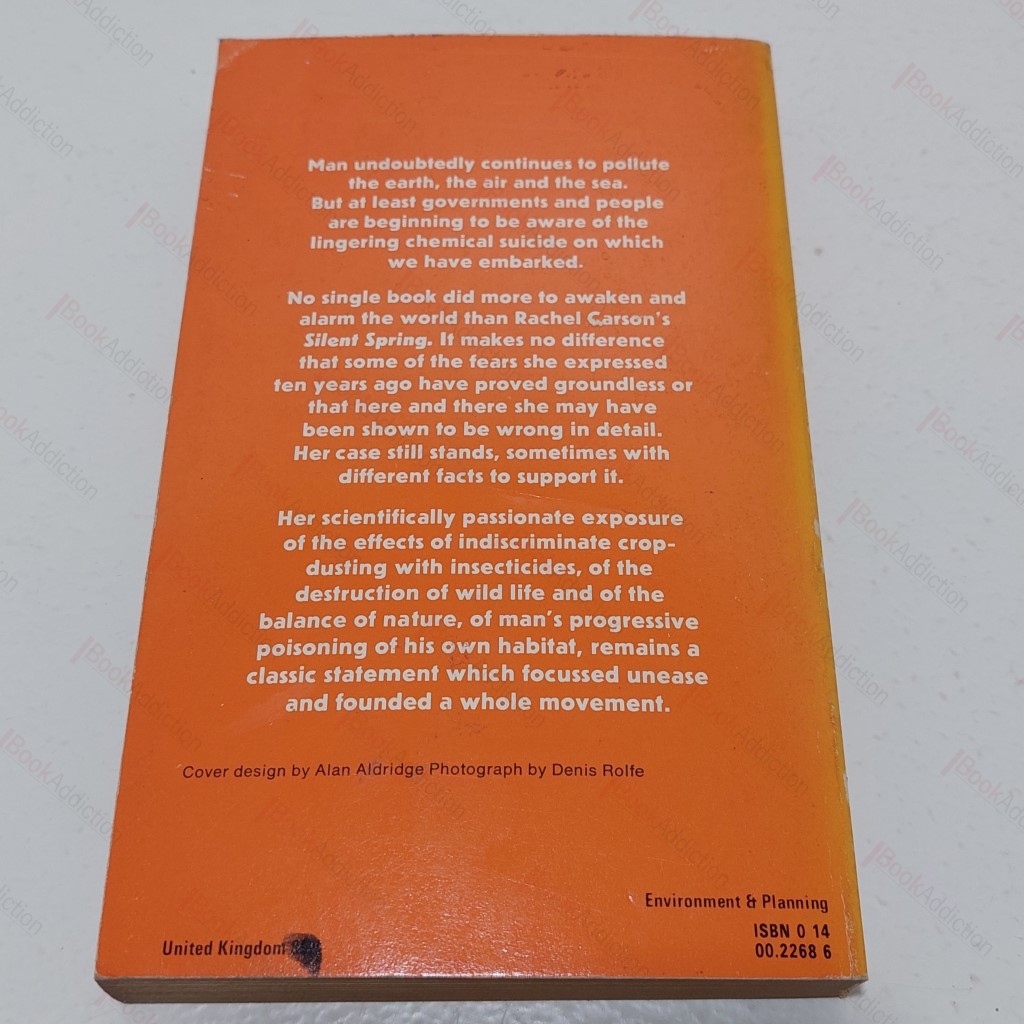 Man undoubtedly continues to pollute
the earth, the air and the sea.
But at least governments and people
are beginning to be aware of the
lingering chemical suicide on which
we have embarked.
No single book did more to awaken and
alarm the world than Rachel Carson's
Silent Spring. It makes no difference
that some of the fears she expressed
ten years ago have proved groundless or
that here and there she may have
been shown to be wrong in detail.
Her case still stands, sometimes with
different facts to support it.
Her scientifically passionate exposure
of the effects of indiscriminate crop-
dusting with insecticides, of the
destruction of wild life and of the
balance of nature, of man's progressive
poisoning of his own habitat, remains a
classic statement which focussed unease
and founded a whole movement.
Cover design by Alan Aldridge Photograph by Denis Rolfe
Environment & Planning
ISBN 0 14
00.2268 6
United Kingdom
BookAddiction